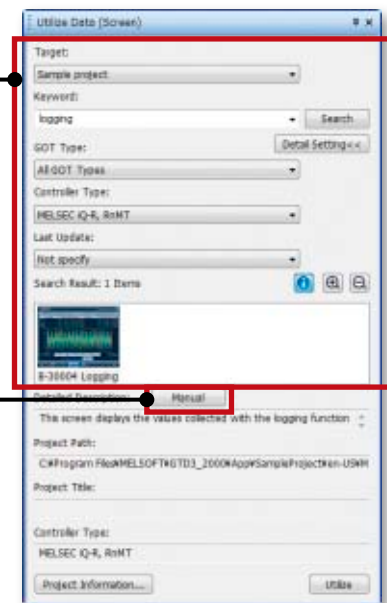 Utilize Data (Screen)
Target:
Sample project
Keyword:
logging
Search
GOT Type:
Detail Setting<<
All GOT Types
Controller Type:
MELSEC iQ-R, RnMT
Last Update:
Not specify
Search Result: 1 Items
B-30004 Logging
Detailed Description:
Manual
This screen displays the values collected with the logging function
Project Path:
C:¥Program Files¥MELSOFT¥GTD3_2000¥App¥SampleProject¥en-US¥M
Project Title:
Controller Type:
MELSEC iQ-R, RnMT
Project Information...
Utilize